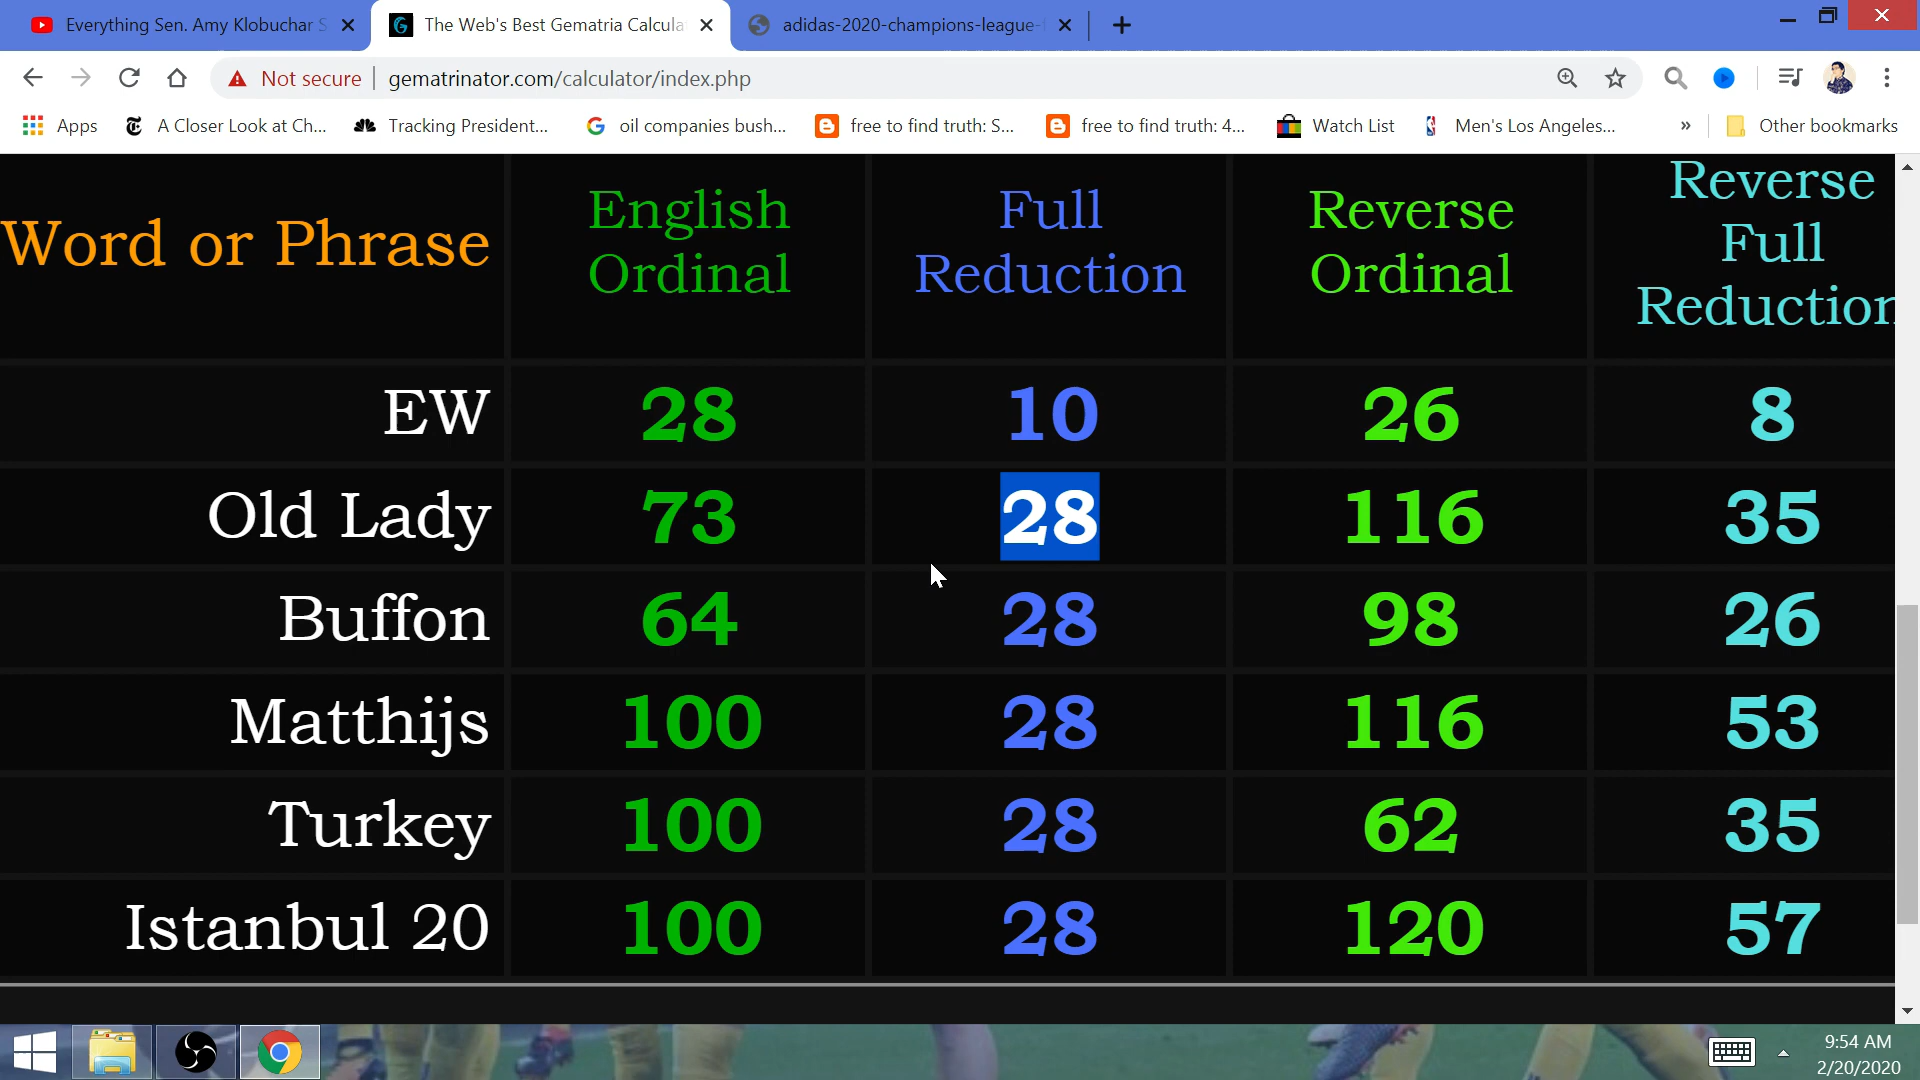 Everything Sen. Amy Klobuchar S
The Web's Best Gematria Calcula
adidas-2020-champions-league-
Not secure
gematrinator.com/calculator/index.php
Apps
A Closer Look at Ch...
Tracking President...
oil companies bush...
free to find truth: S...
free to find truth: 4...
Watch List
Men's Los Angeles...
»
Other bookmarks
Word or Phrase
English Ordinal
Full Reduction
Reverse Ordinal
Reverse Full Reduction
EW 28 10 26 8
Old Lady 73 28 116 35
Buffon 64 28 98 26
Matthijs 100 28 116 53
Turkey 100 28 62 35
Istanbul 20 100 28 120 57
9:54 AM
2/20/2020